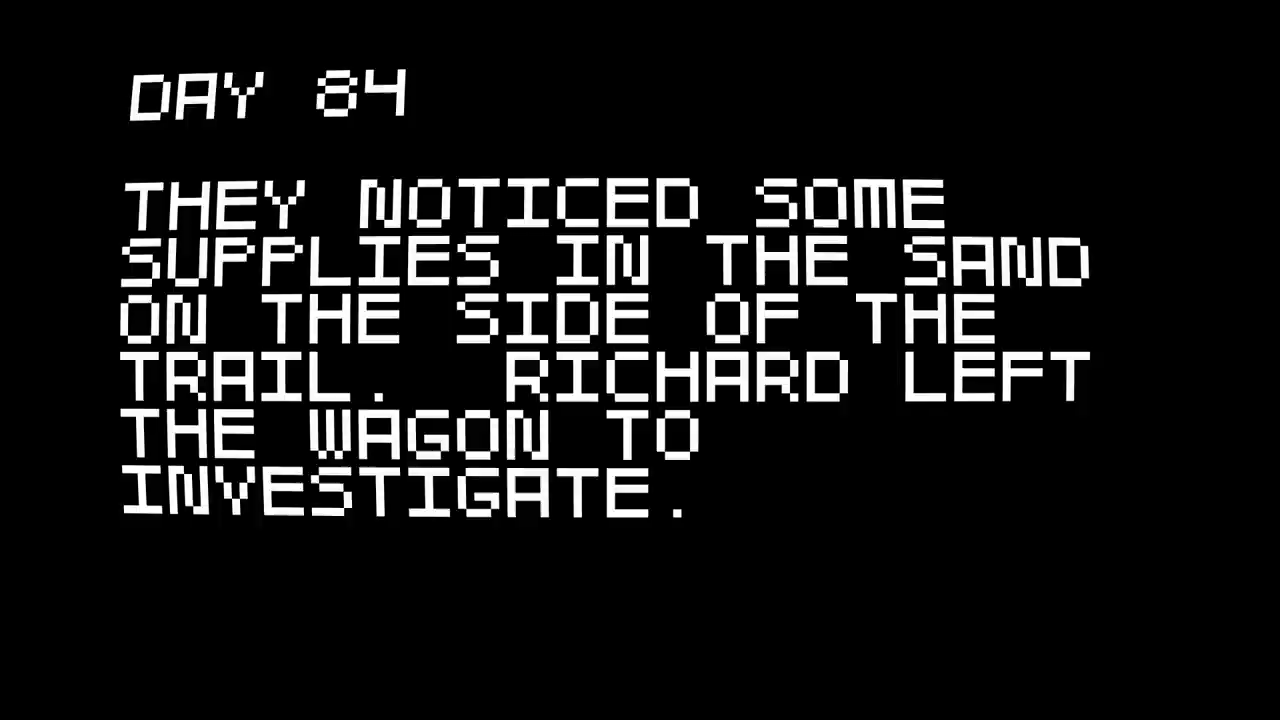 DAY 84
THEY NOTICED SOME
SUPPLIES IN THE SAND
ON THE SIDE OF THE
TRAIL.  RICHARD LEFT
THE WAGON TO
INVESTIGATE.